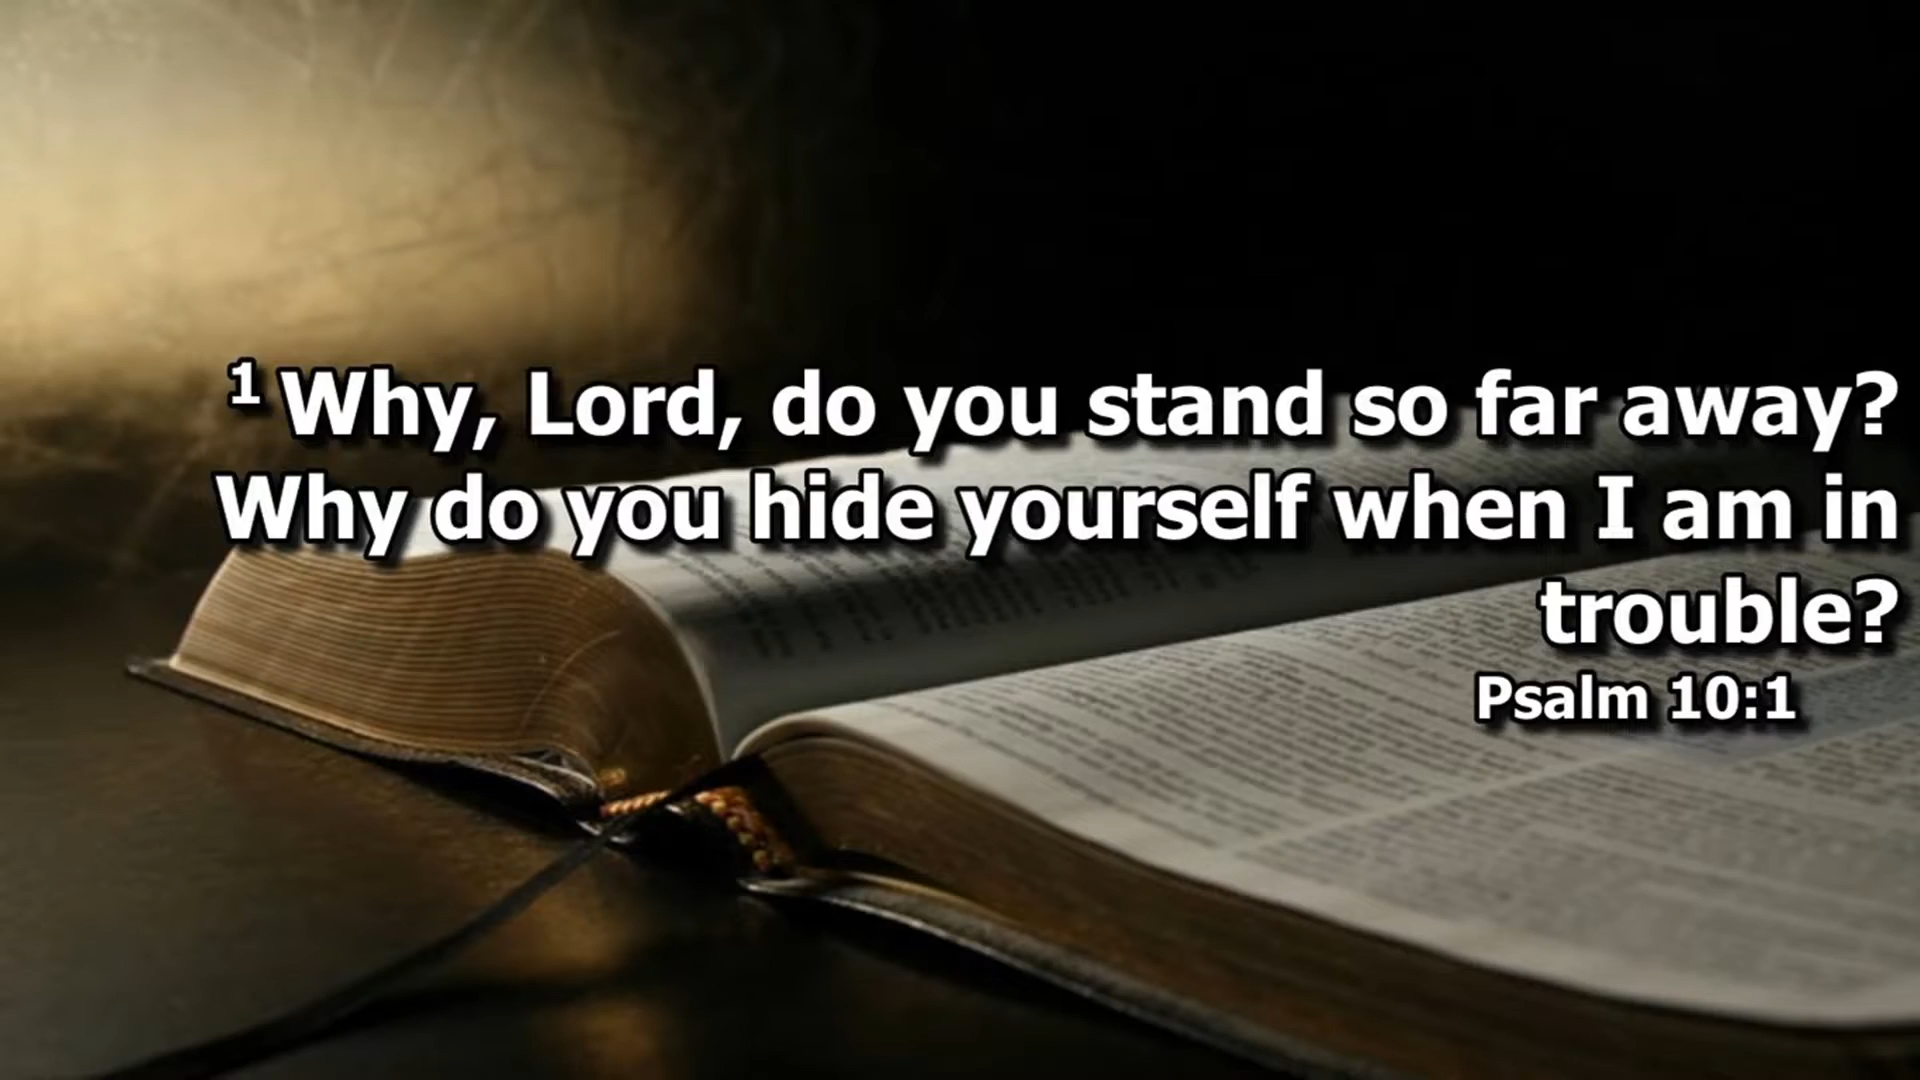 1 Why, Lord, do you stand so far away?
Why do you hide yourself when I am in
trouble?
Psalm 10:1